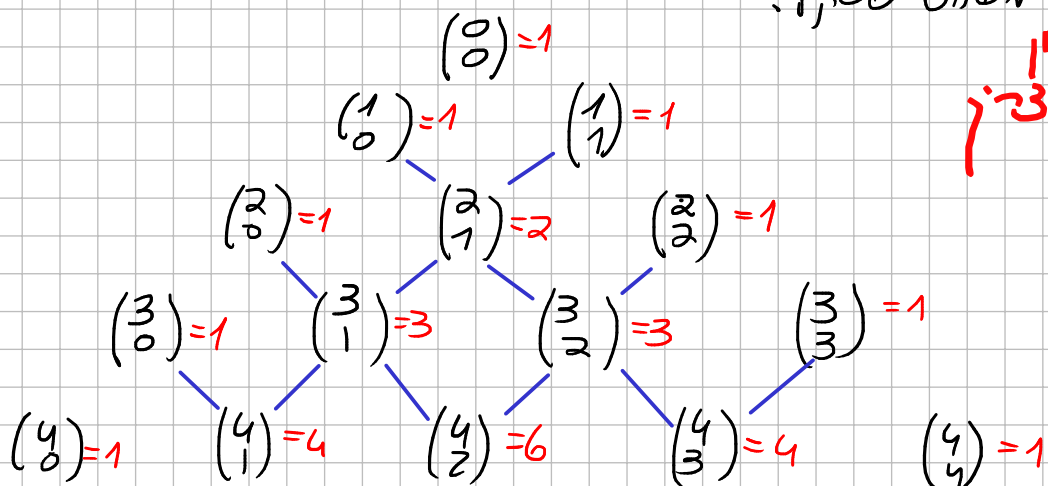 (0 0) = 1
(1 0) = 1 (1 1) = 1
(2 0) = 1 (2 1) = 2 (2 2) = 1
(3 0) = 1 (3 1) = 3 (3 2) = 3 (3 3) = 1
(4 0) = 1 (4 1) = 4 (4 2) = 6 (4 3) = 4 (4 4) = 1